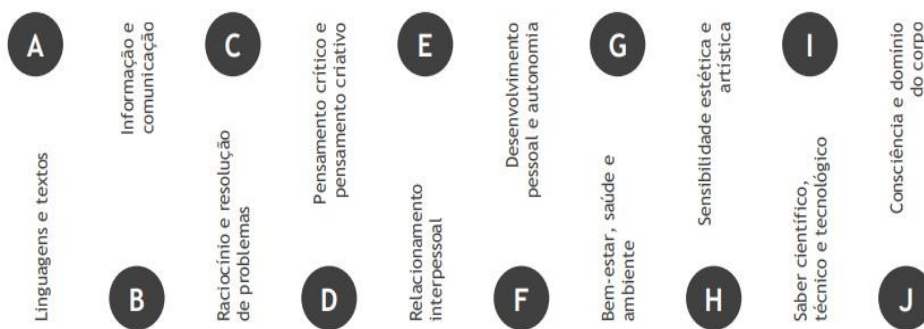 A
Linguagens e textos
B
Informação e
comunicação
C
Raciocínio e resolução
de problemas
D
Pensamento crítico e
pensamento criativo
E
Relacionamento
interpessoal
F
Desenvolvimento
pessoal e autonomia
G
Bem-estar, saúde e
ambiente
H
Sensibilidade estética e
artística
I
Saber científico,
técnico e tecnológico
J
Consciência e domínio
do corpo